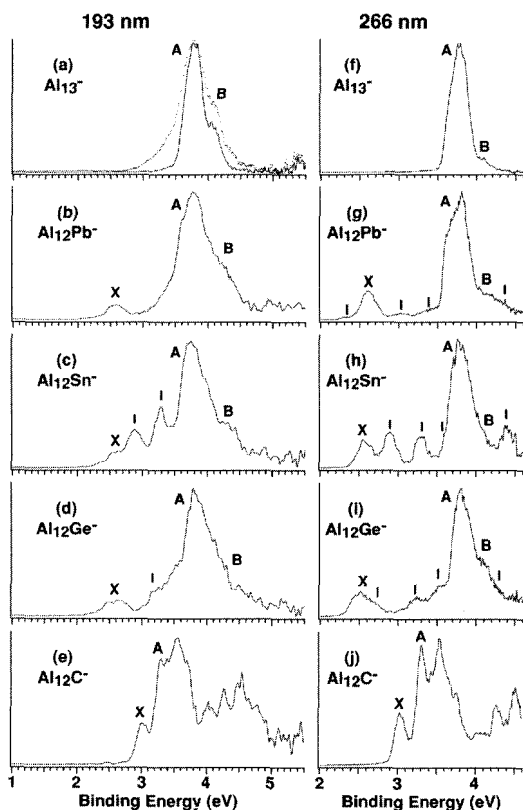 193 nm
266 nm
(a)
Al13-
A
B
(f)
Al13-
A
B
(b)
Al12Pb-
X
A
B
(g)
Al12Pb-
I
X
I
I
A
B
I
(c)
Al12Sn-
X
I
I
A
B
(h)
Al12Sn-
X
I
I
I
A
B
I
(d)
Al12Ge-
X
I
A
B
(i)
Al12Ge-
X
I
I
I
A
B
I
(e)
Al12C-
X
A
(j)
Al12C-
X
A
1 2 3 4 5
2 3 4
Binding Energy (eV)
Binding Energy (eV)